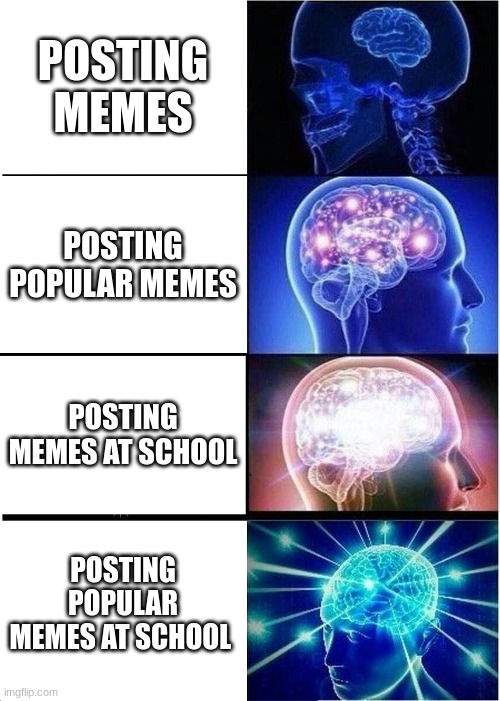 POSTING
MEMES
POSTING
POPULAR MEMES
POSTING
MEMES AT SCHOOL
POSTING
POPULAR
MEMES AT SCHOOL
imgflip.com